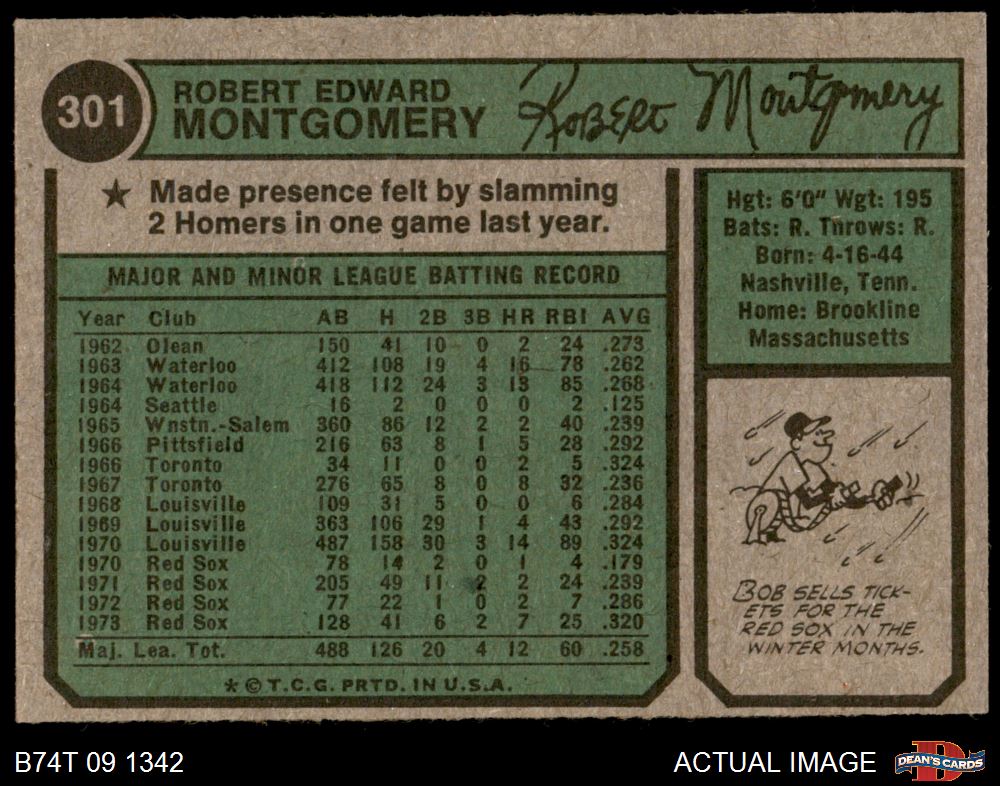 301
ROBERT EDWARD
MONTGOMERY
Robert Montgomery
★ Made presence felt by slamming
2 Homers in one game last year.
MAJOR AND MINOR LEAGUE BATTING RECORD
Year Club AB H 2B 3B HR RBI AVG
1962 Olean 150 41 10 0 2 24 .273
1963 Waterloo 412 108 19 4 16 78 .262
1964 Waterloo 418 112 24 3 13 85 .268
1964 Seattle 16 2 0 0 0 2 .125
1965 Wnstn.-Salem 360 86 12 2 2 40 .239
1966 Pittsfield 216 63 8 1 5 28 .292
1966 Toronto 34 11 0 0 2 5 .324
1967 Toronto 276 65 8 0 8 32 .236
1968 Louisville 109 31 5 0 0 6 .284
1969 Louisville 363 106 29 1 4 43 .292
1970 Louisville 487 158 30 3 14 89 .324
1970 Red Sox 78 14 2 0 1 4 .179
1971 Red Sox 205 49 11 2 2 24 .239
1972 Red Sox 77 22 1 0 2 7 .286
1973 Red Sox 128 41 6 2 7 25 .320
Maj. Lea. Tot. 488 126 20 4 12 60 .258
* © T.C.G. PRTD. IN U.S.A.
Hgt: 6'0" Wgt: 195
Bats: R. Throws: R.
Born: 4-16-44
Nashville, Tenn.
Home: Brookline
Massachusetts
BOB SELLS TICK-
ETS FOR THE
RED SOX IN THE
WINTER MONTHS.
B74T 09 1342
ACTUAL IMAGE
D
DEAN'S CARDS